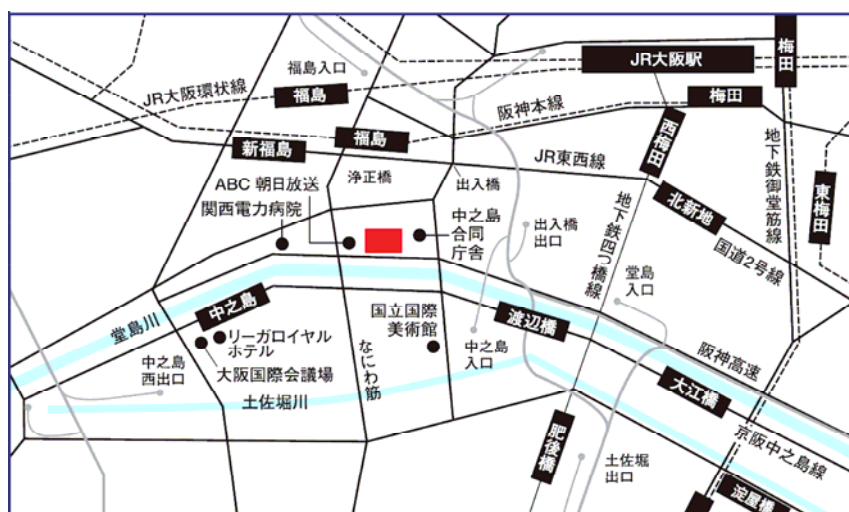 梅田
JR大阪駅
福島入口
JR大阪環状線
福島
阪神本線
梅田
福島
西梅田
新福島
JR東西線
地下鉄御堂筋線
浄正橋
出入橋
ABC 朝日放送
関西電力病院
中之島
合同
庁舎
出入橋
出口
地下鉄四つ橋線
北新地
国道2号線
東梅田
堂島
入口
堂島川
中之島
国立国際
美術館
渡辺橋
リーガロイヤル
ホテル
中之島
入口
阪神高速
中之島
西出口
大阪国際会議場
なにわ筋
大江橋
土佐堀川
京阪中之島線
肥後橋
土佐堀
出口
淀屋橋